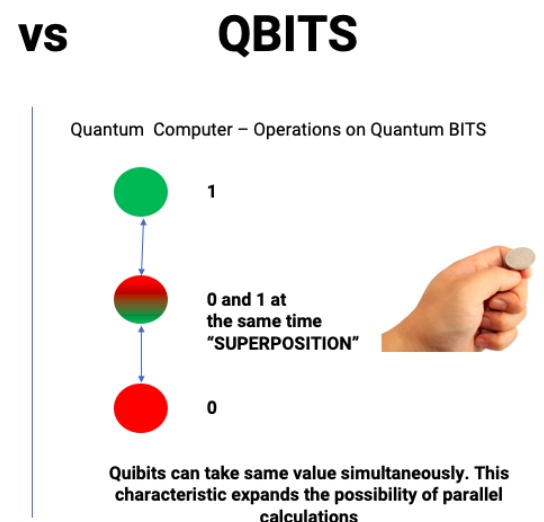 vs QBITS
Quantum Computer – Operations on Quantum BITS
1
0 and 1 at
the same time
“SUPERPOSITION”
0
Quibits can take same value simultaneously. This
characteristic expands the possibility of parallel
calculations